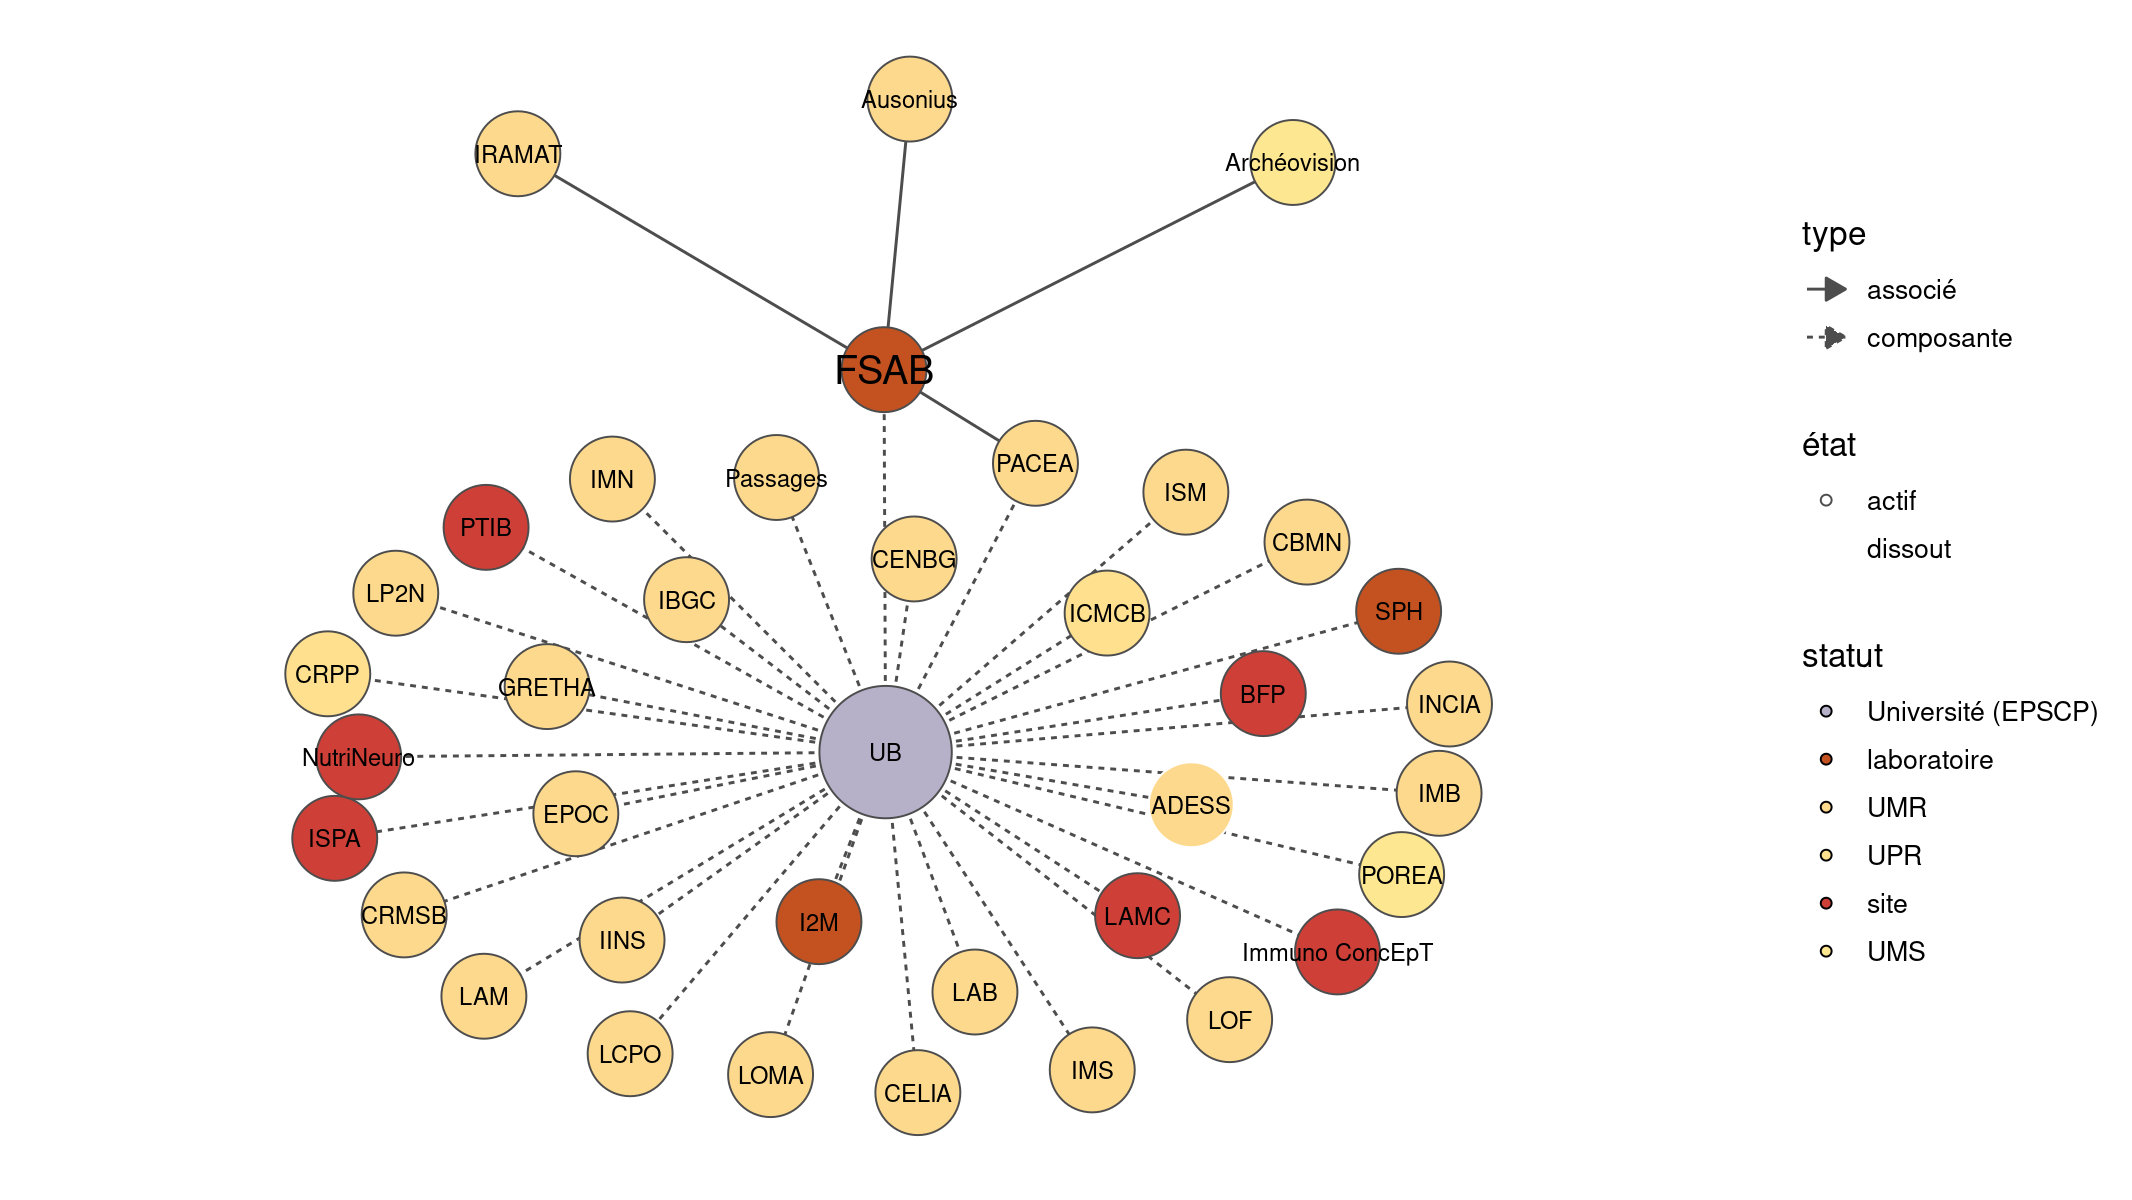 Ausonius
IRAMAT
Archéovision
FSAB
PACEA
IMN
Passages
ISM
PTIB
CBMN
CENBG
LP2N
IBGC
ICMCB
SPH
CRPP
GRETHA
BFP
INCIA
NutriNeuro
UB
IMB
ADESS
EPOC
ISPA
POREA
CRMSB
LAMC
I2M
IINS
Immuno ConcEpT
LAM
LAB
LOF
LCPO
LOMA
IMS
CELIA
type
associé
composante
état
actif
dissout
statut
Université (EPSCP)
laboratoire
UMR
UPR
site
UMS